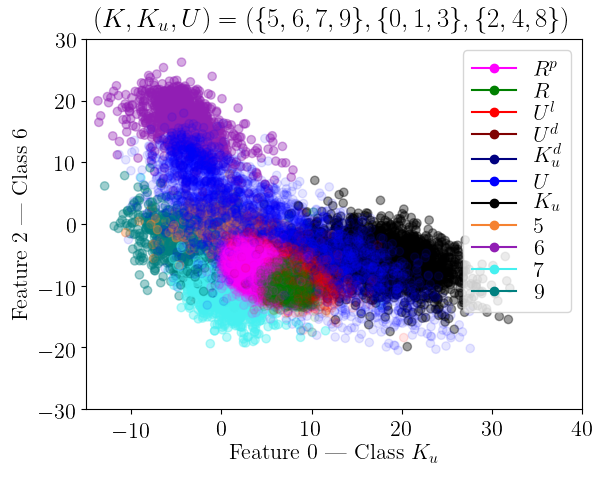 (K, K_u, U) = ({5, 6, 7, 9}, {0, 1, 3}, {2, 4, 8})
30
20
10
0
−10
−20
−30
Feature 2 — Class 6
R^p
R
U^l
U^d
K_u^d
U
K_u
5
6
7
9
−10 0 10 20 30 40
Feature 0 — Class K_u